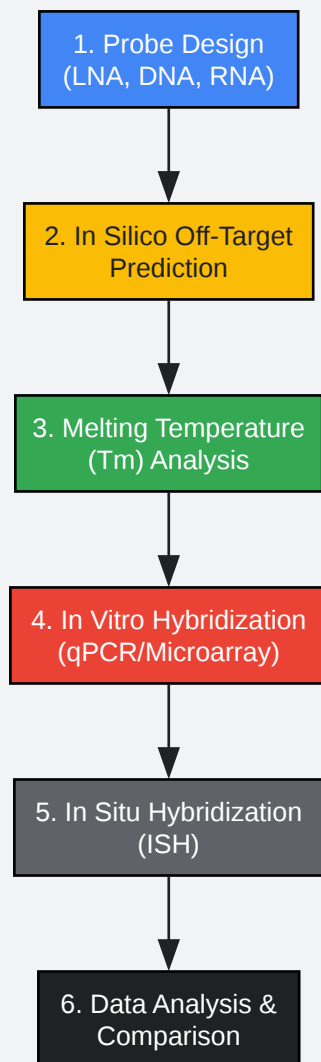 1. Probe Design
(LNA, DNA, RNA)
2. In Silico Off-Target
Prediction
3. Melting Temperature
(Tm) Analysis
4. In Vitro Hybridization
(qPCR/Microarray)
5. In Situ Hybridization
(ISH)
6. Data Analysis &
Comparison